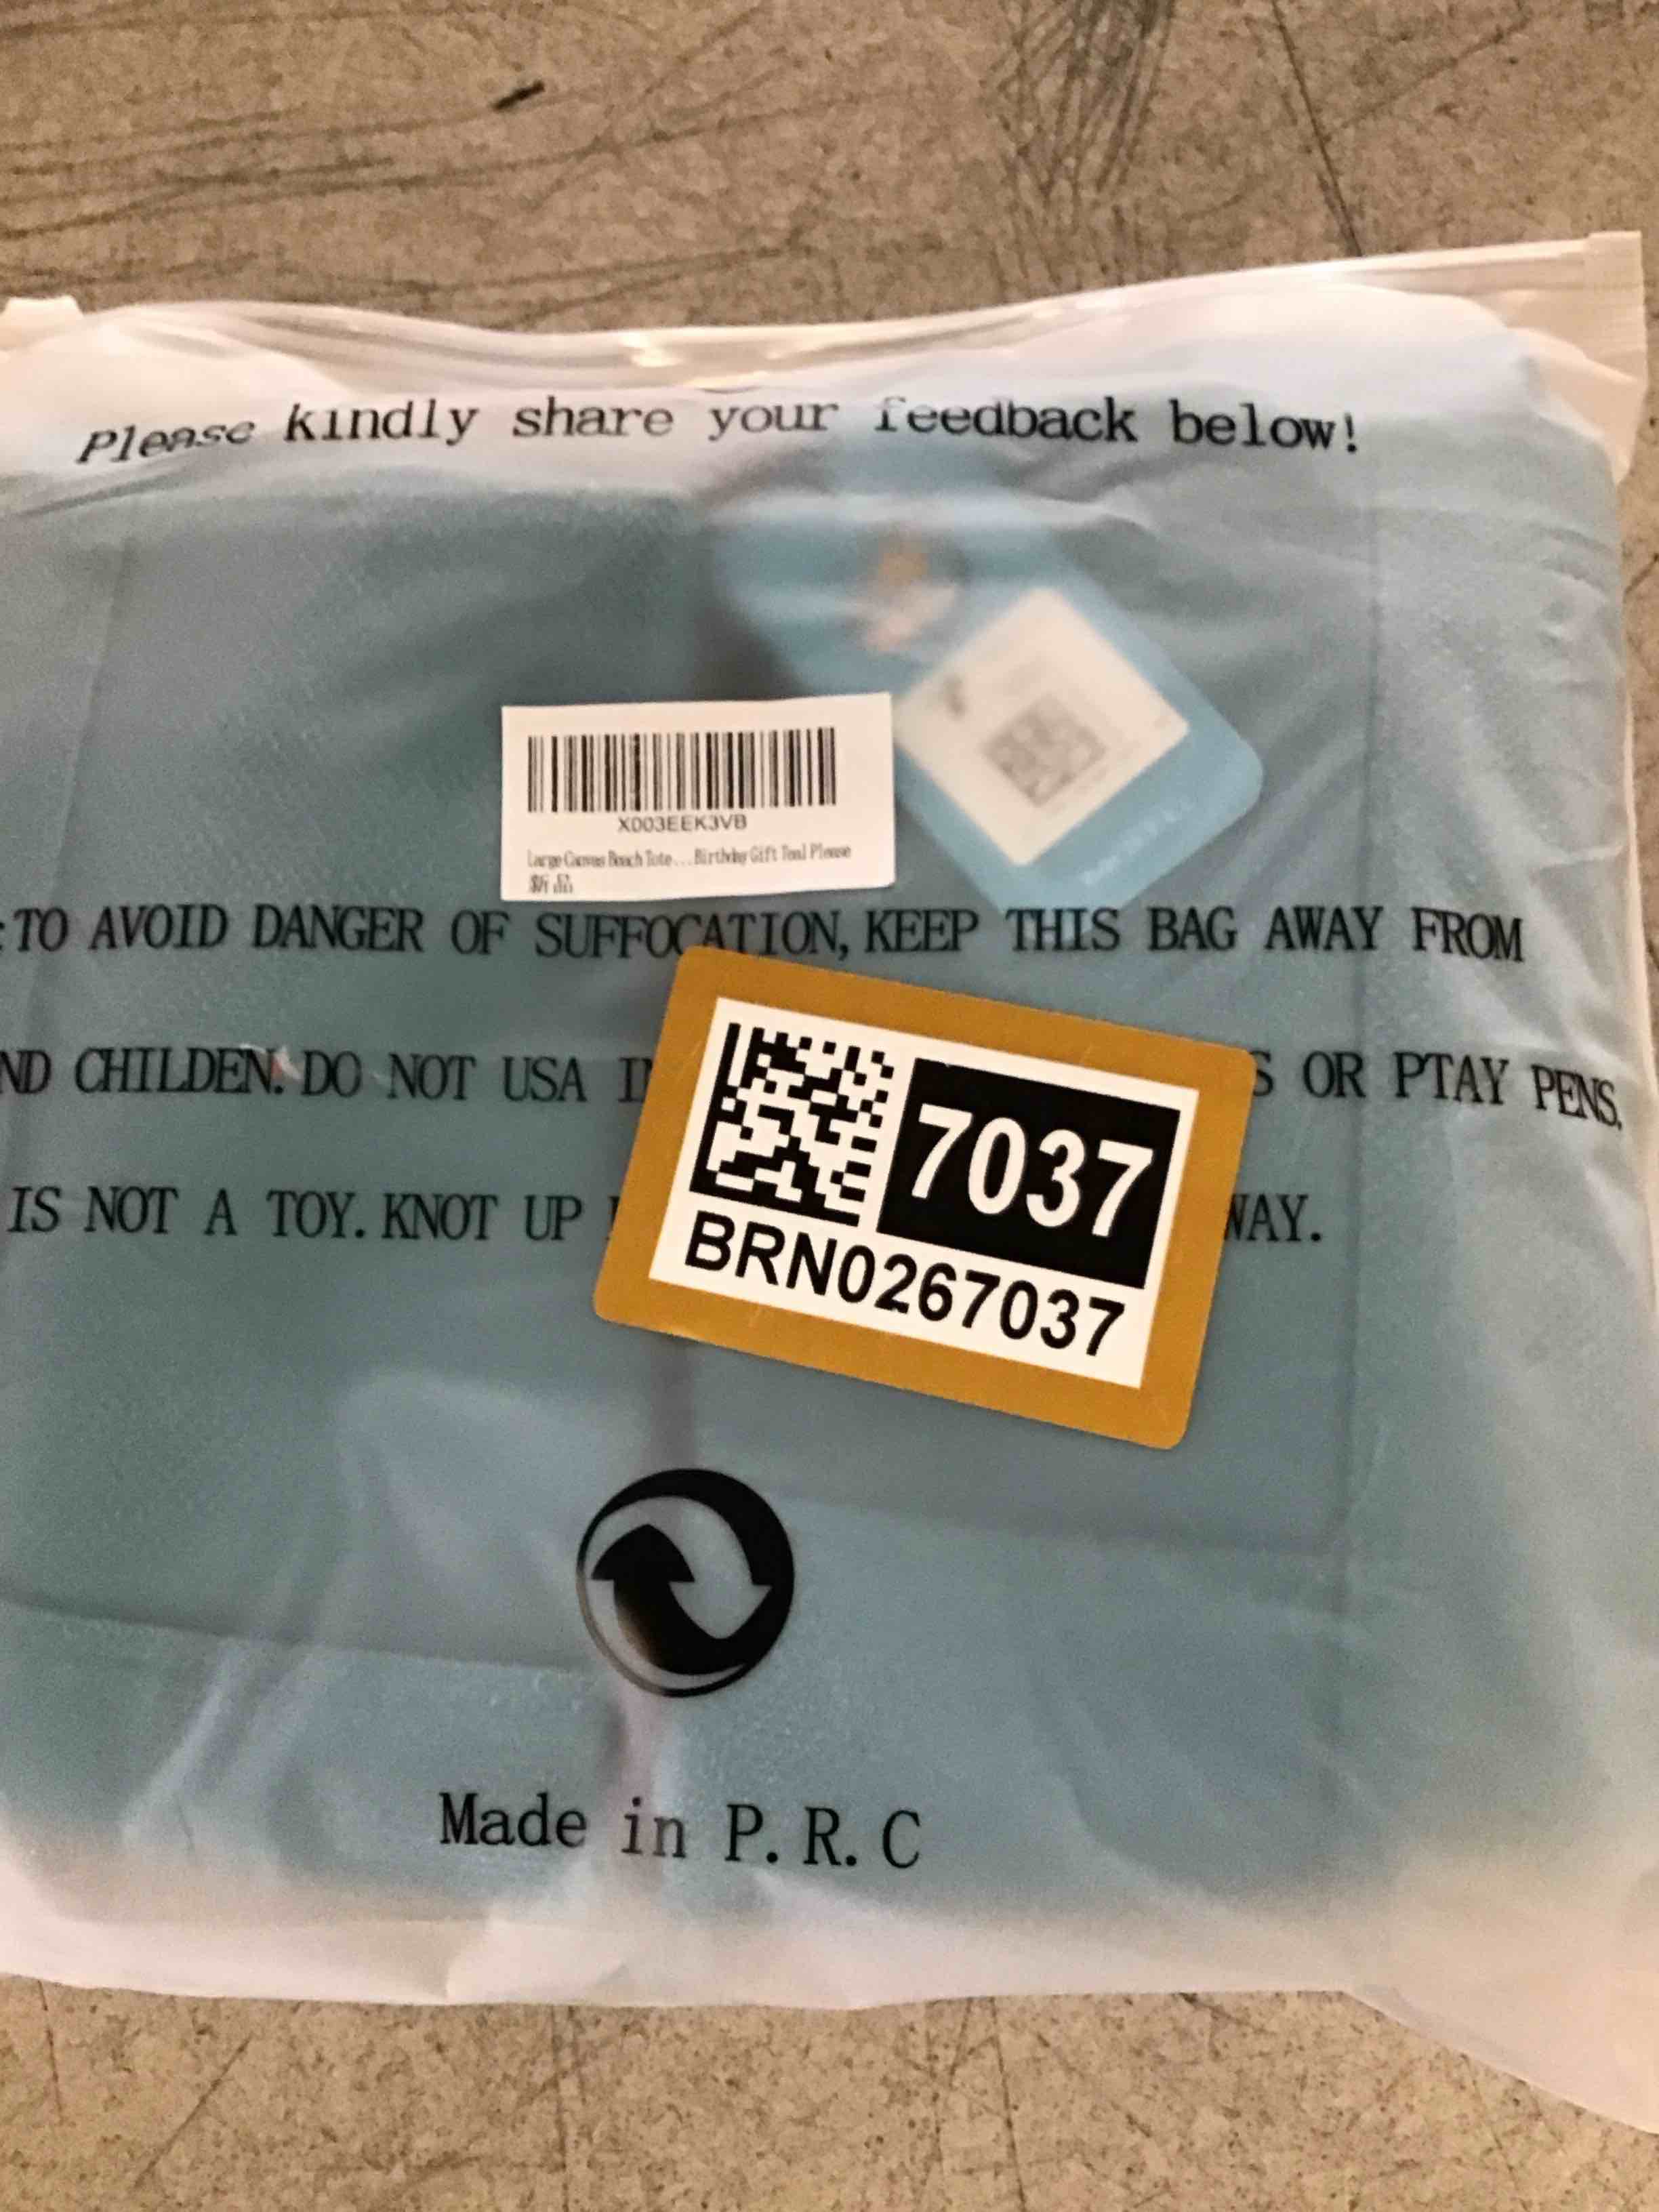 Please kindly share your feedback below!
X003EEK3VB
Large Canvas Beach Tote...Birthday Gift Teal Please
新品
:TO AVOID DANGER OF SUFFOCATION, KEEP THIS BAG AWAY FROM
ND CHILDEN. DO NOT USA S OR PTAY PENS.
IS NOT A TOY. KNOT UP WAY.
7037
BRN0267037
Made in P.R.C